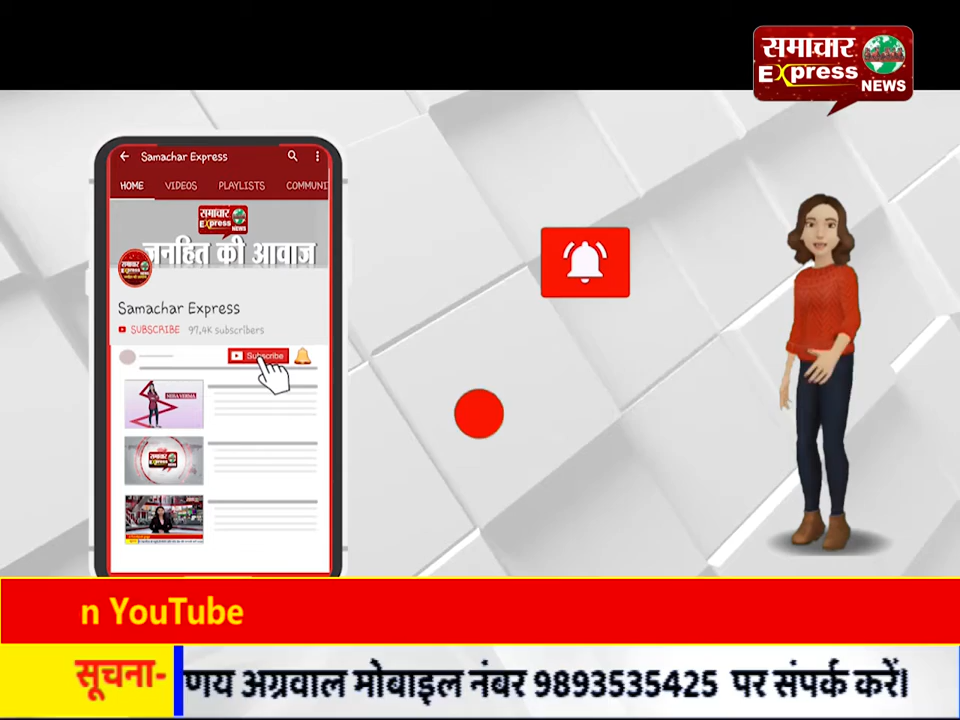 समाचार
Express
NEWS
Samachar Express
HOME VIDEOS PLAYLISTS COMMUNI
समाचार
Express
NEWS
जनहित की आवाज
Samachar Express
SUBSCRIBE 97.4K subscribers
Subscribe
n YouTube
सूचना- णय अग्रवाल मोबाइल नंबर 9893535425 पर संपर्क करें।